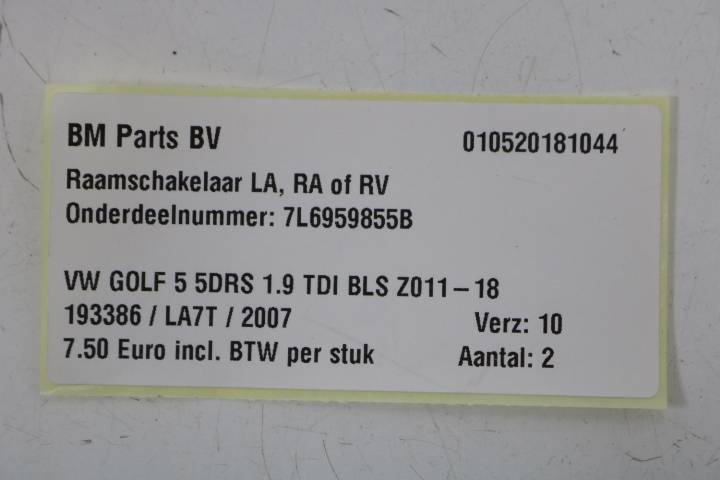 BM Parts BV 010520181044
Raamschakelaar LA, RA of RV
Onderdeelnummer: 7L6959855B
VW GOLF 5 5DRS 1.9 TDI BLS Z011-18
193386 / LA7T / 2007 Verz: 10
7.50 Euro incl. BTW per stuk Aantal: 2